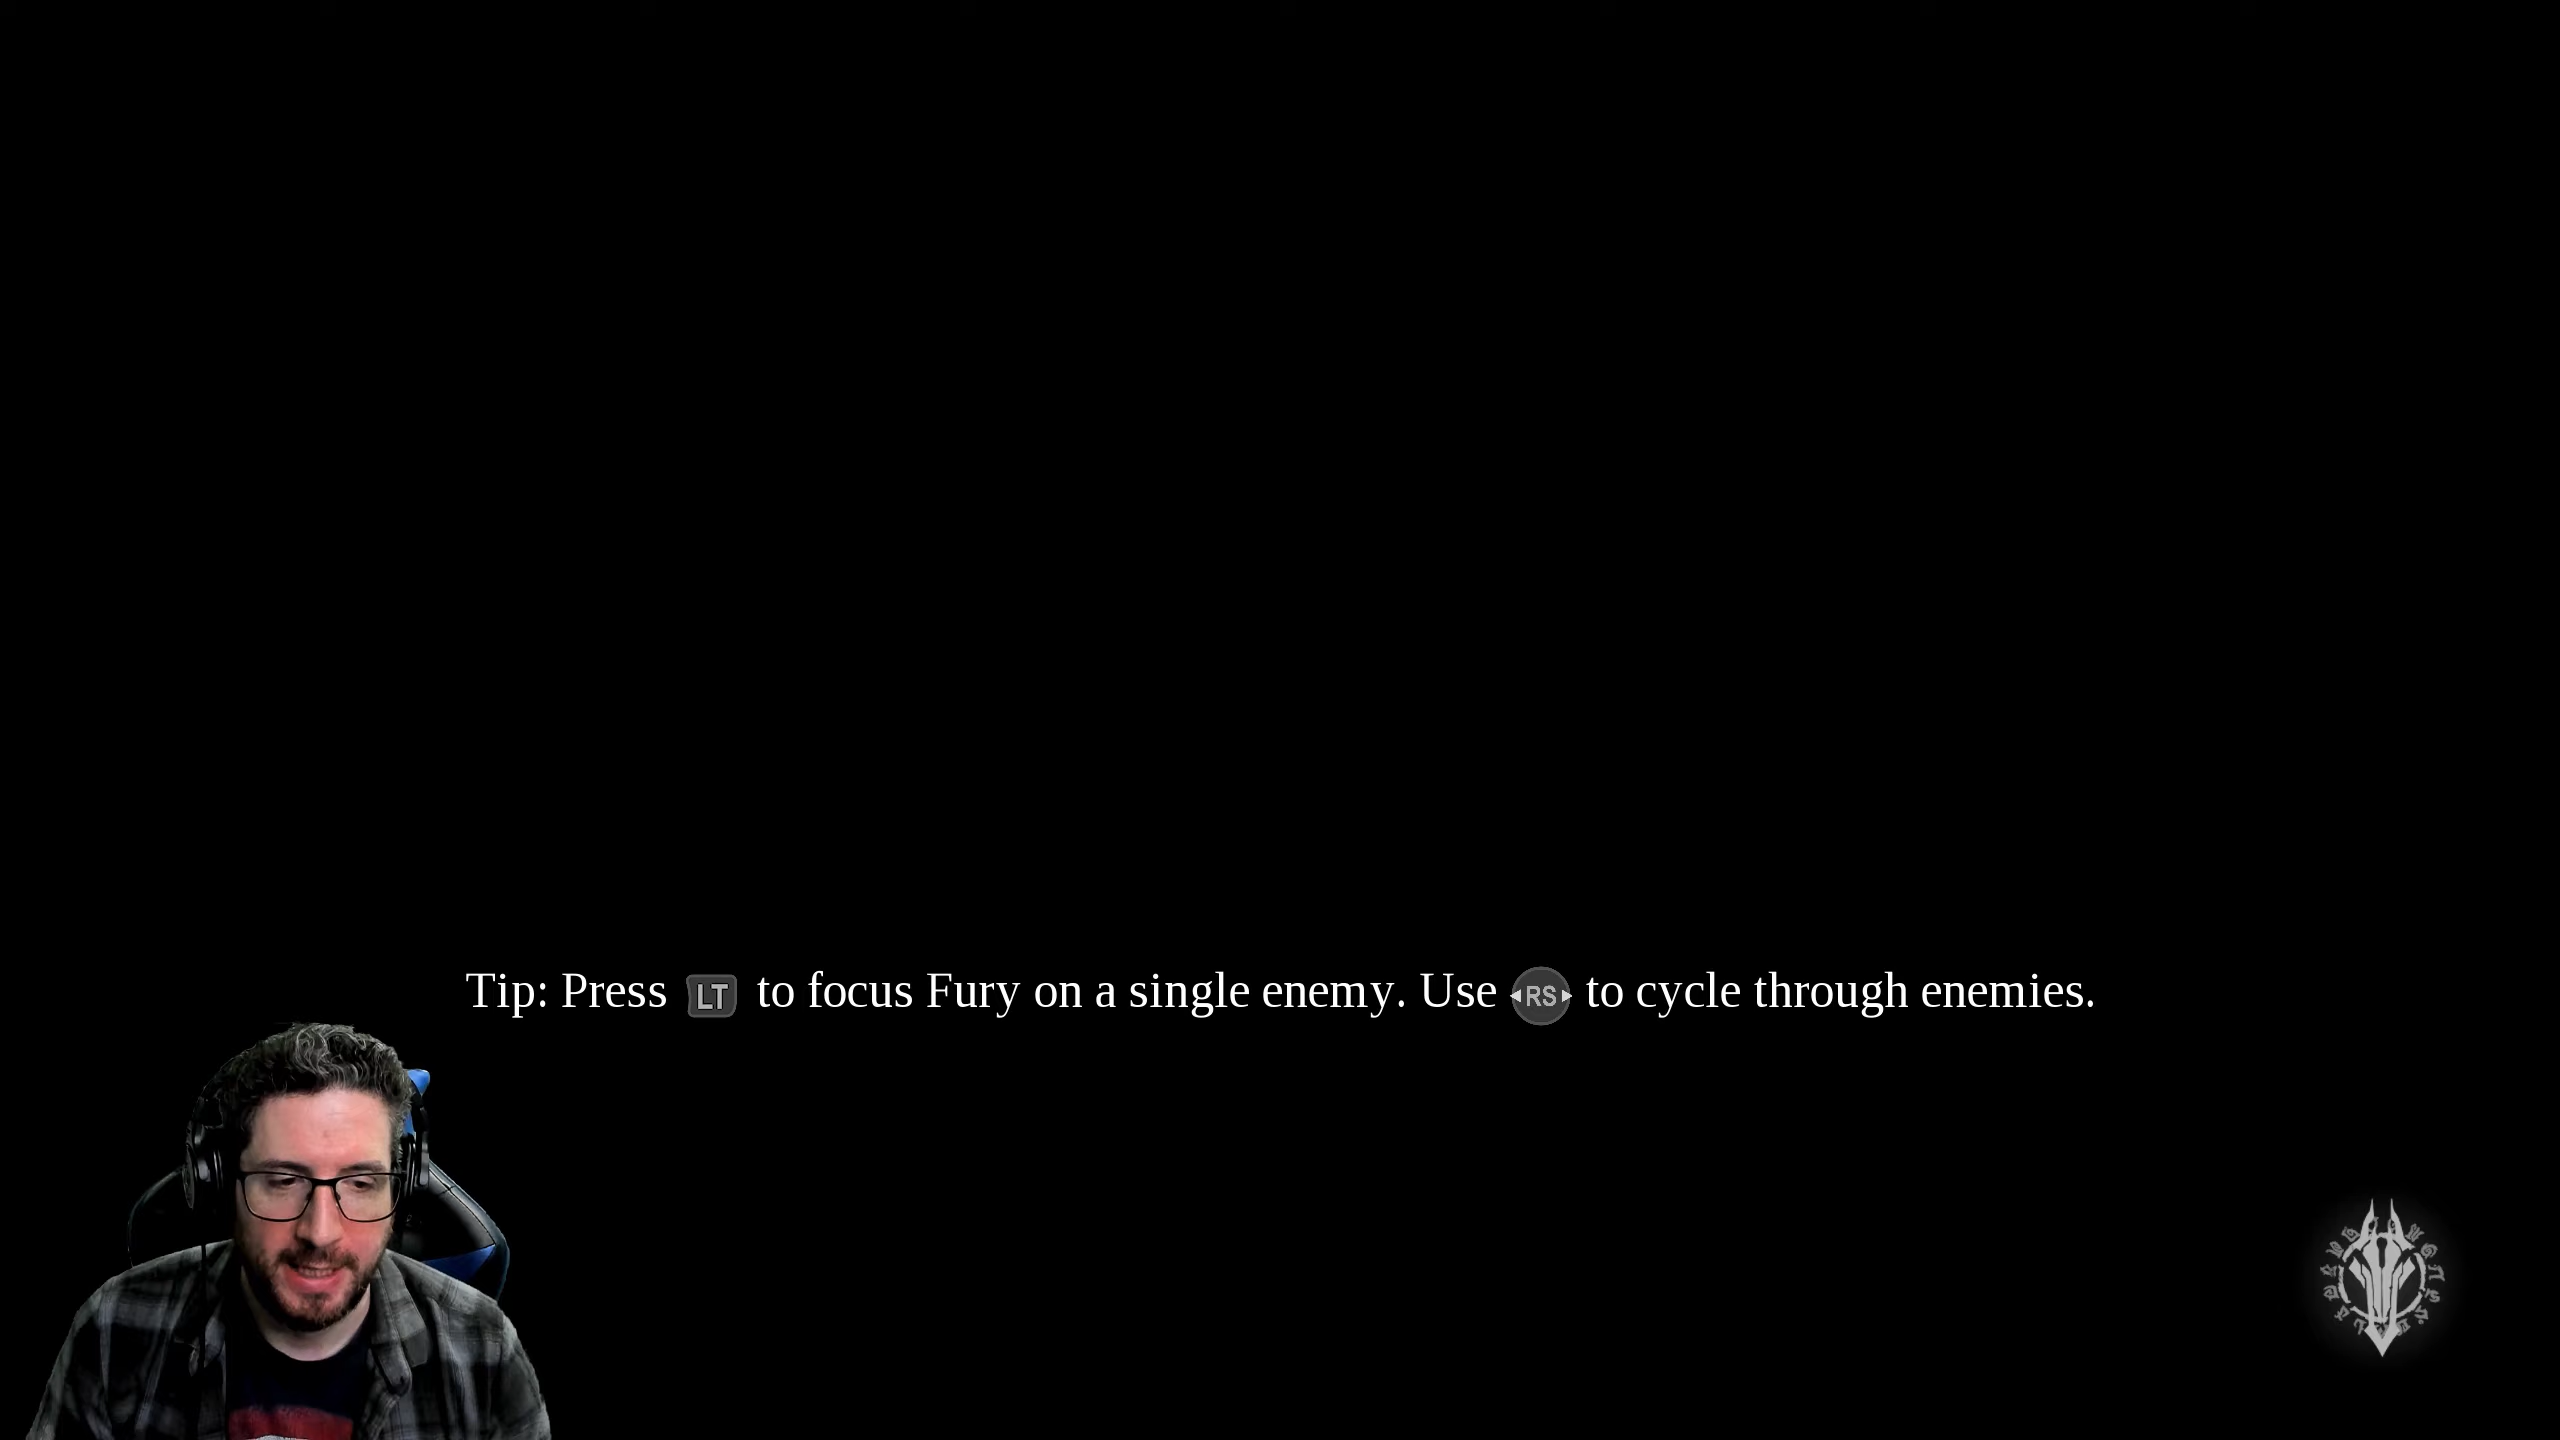 Tip: Press LT to focus Fury on a single enemy. Use RS to cycle through enemies.